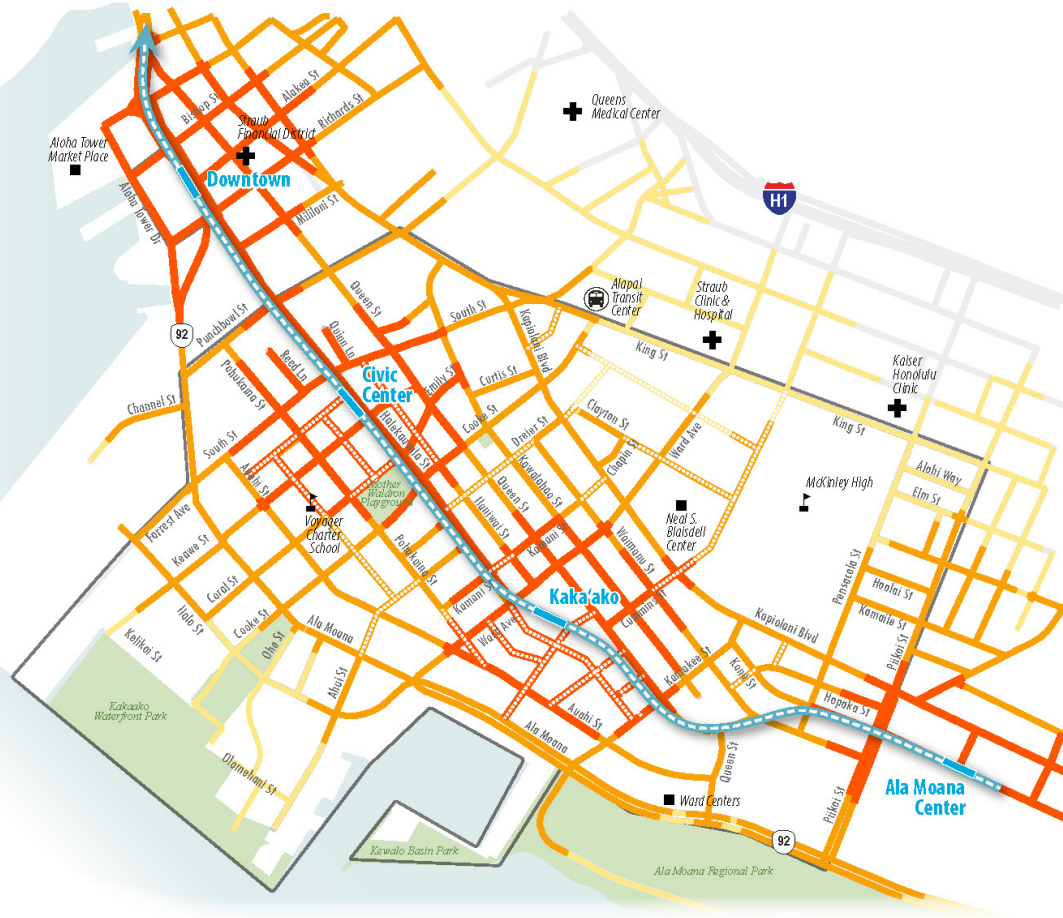 Alakea St
Bishop St
Richards St
Queens
Medical Center
Straub
Financial District
Aloha Tower
Market Place
Downtown
H1
Aloha Tower Dr
Mililani St
Alapai
Transit
Center
Straub
Clinic &
Hospital
Queen St
South St
Kapiolani Blvd
92
Punchbowl St
Quinn Ln
King St
Kaiser
Honolulu
Clinic
Reed Ln
Pohukaina St
Civic
Center
Emily St
Curtis St
Channel St
Cooke St
Clayton St
Dreier St
Ward Ave
King St
South St
Halekauwila St
Chapin St
Alohi Way
Auahi St
Kawaiahao St
McKinley High
Elm St
Mother
Waldron
Playground
Queen St
Ilaniwai St
Neal S.
Blaisdell
Center
Forrest Ave
Voyager
Charter
School
Keawe St
Pohukaina St
Kamani St
Waimanu St
Pensacola St
Hoolai St
Coral St
Kamani St
Kaka'ako
Cummins St
Kamaile St
Ilalo St
Cooke St
Ala Moana
Ward Ave
Kapiolani Blvd
Kelikoi St
Ohe St
Piikoi St
Ahui St
Kamakee St
Kona St
Hopaka St
Kakaako
Waterfront Park
Auahi St
Ala Moana
Queen St
Olomehani St
Ala Moana
Center
Piikoi St
Ward Centers
92
Kewalo Basin Park
Ala Moana Regional Park